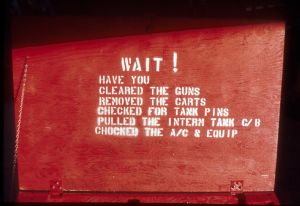 WAIT!
HAVE YOU
CLEARED THE GUNS
REMOVED THE CARTS
CHECKED FOR TANK PINS
PULLED THE INTERM TANK C/B
CHOCKED THE A/C & EQUIP